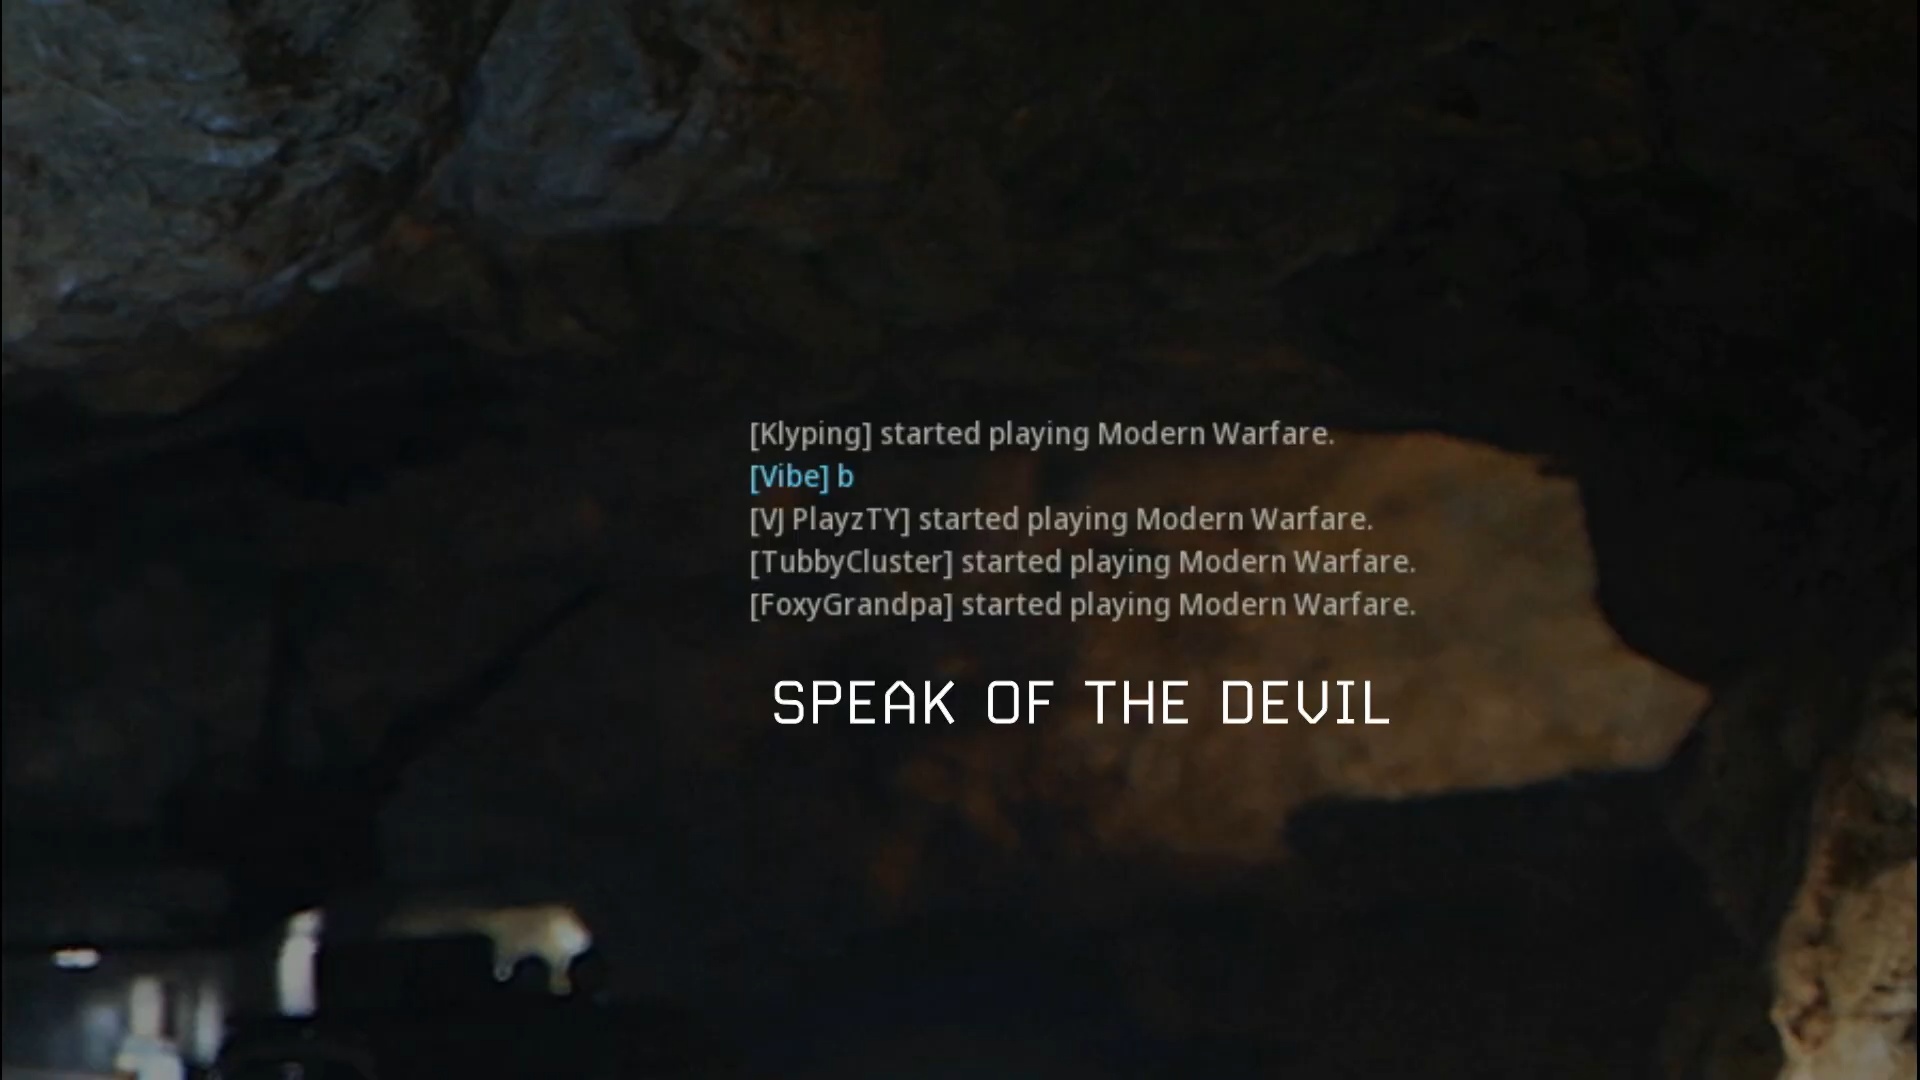 [Klyping] started playing Modern Warfare.
[Vibe] b
[VJ PlayzTY] started playing Modern Warfare.
[TubbyCluster] started playing Modern Warfare.
[FoxyGrandpa] started playing Modern Warfare.
SPEAK OF THE DEVIL